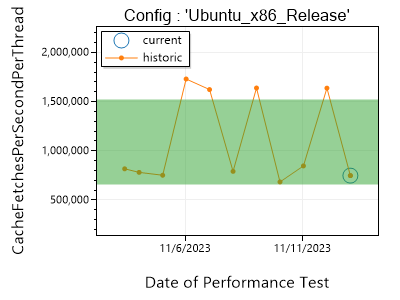 Config : 'Ubuntu_x86_Release'
CacheFetchesPerSecondPerThread
current
historic
2,000,000
1,500,000
1,000,000
500,000
11/6/2023
11/11/2023
Date of Performance Test